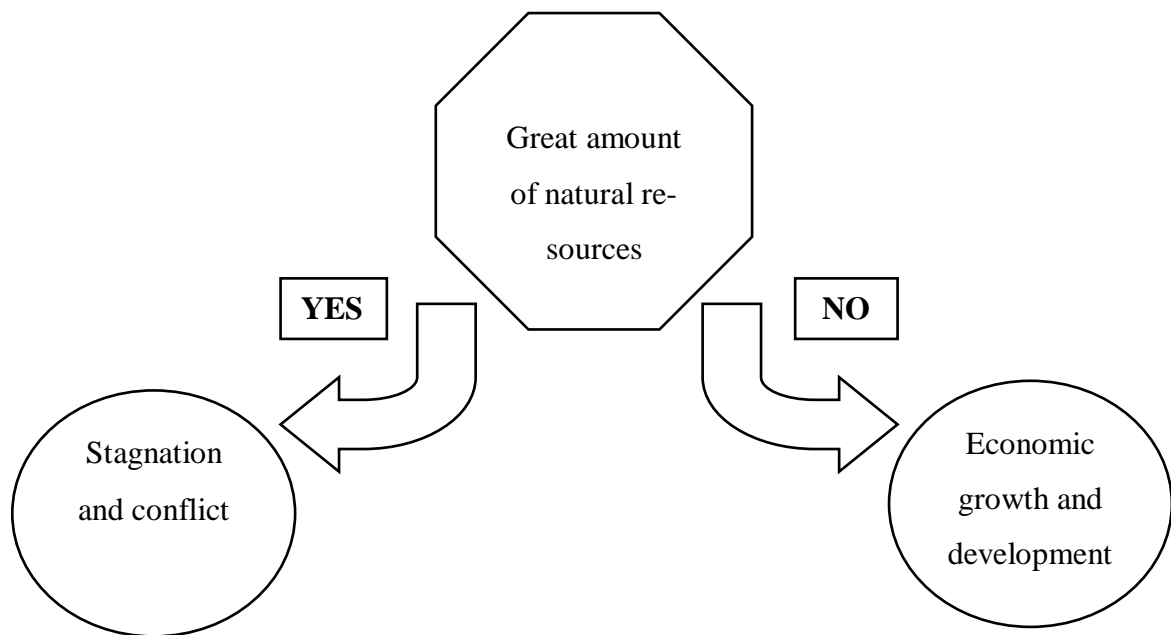 Great amount
of natural re-
sources
YES
NO
Stagnation
and conflict
Economic
growth and
development